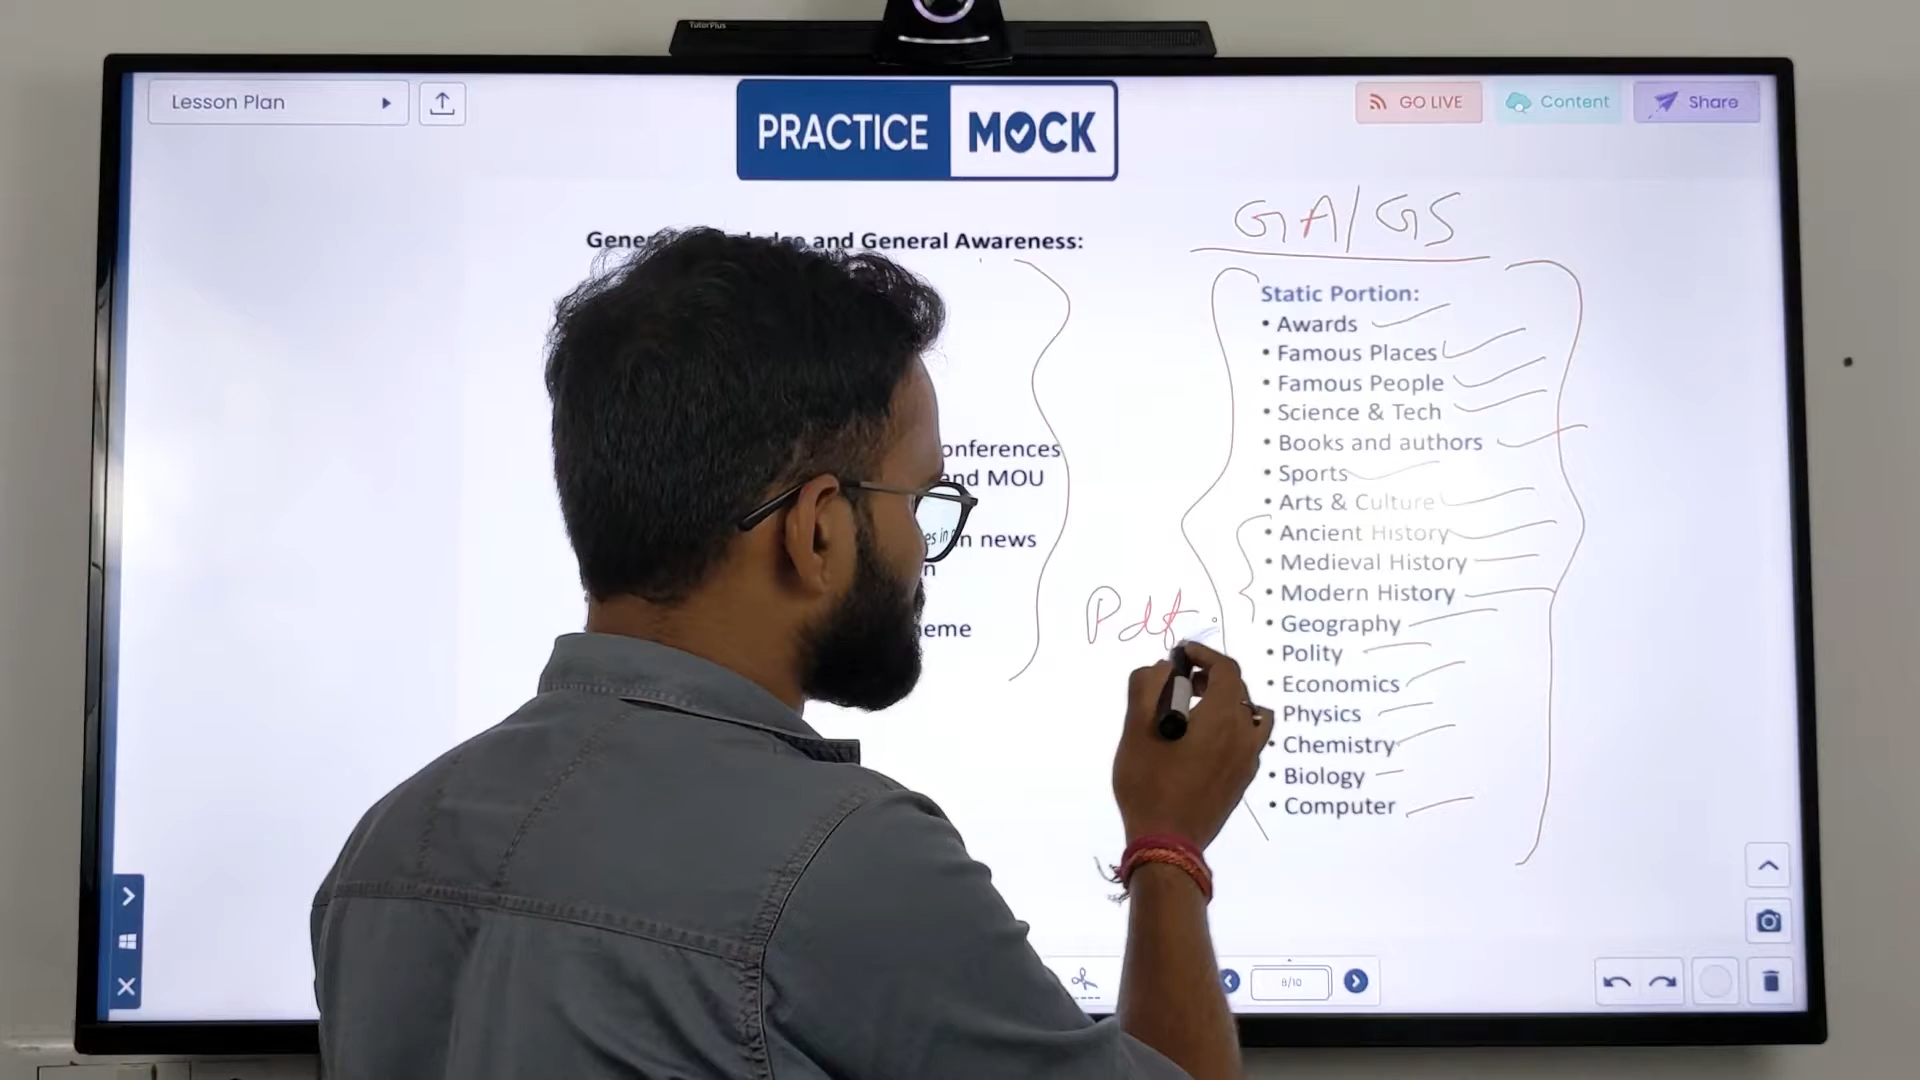 TutorPlus
Lesson Plan
PRACTICE MOCK
GO LIVE
Content
Share
GA/GS
and General Awareness:
onferences
and MOU
in news
eme
Pdf
Static Portion:
• Awards
• Famous Places
• Famous People
• Science & Tech
• Books and authors
• Sports
• Arts & Culture
• Ancient History
• Medieval History
• Modern History
• Geography
• Polity
• Economics
Physics
• Chemistry
• Biology
• Computer
8/10